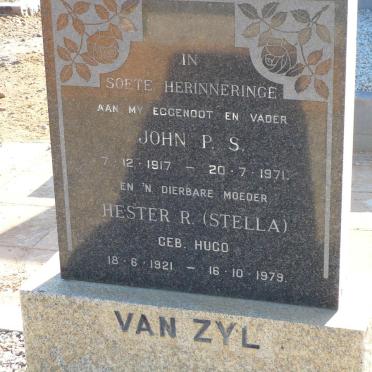 IN
SOETE HERINNERINGE
AAN MY EGGENOOT EN VADER
JOHN P. S.
7·12·1917 - 20·7·1971.
EN 'N DIERBARE MOEDER
HESTER R. (STELLA)
GEB. HUGO
18·6·1921 - 16·10·1979.
VAN ZYL